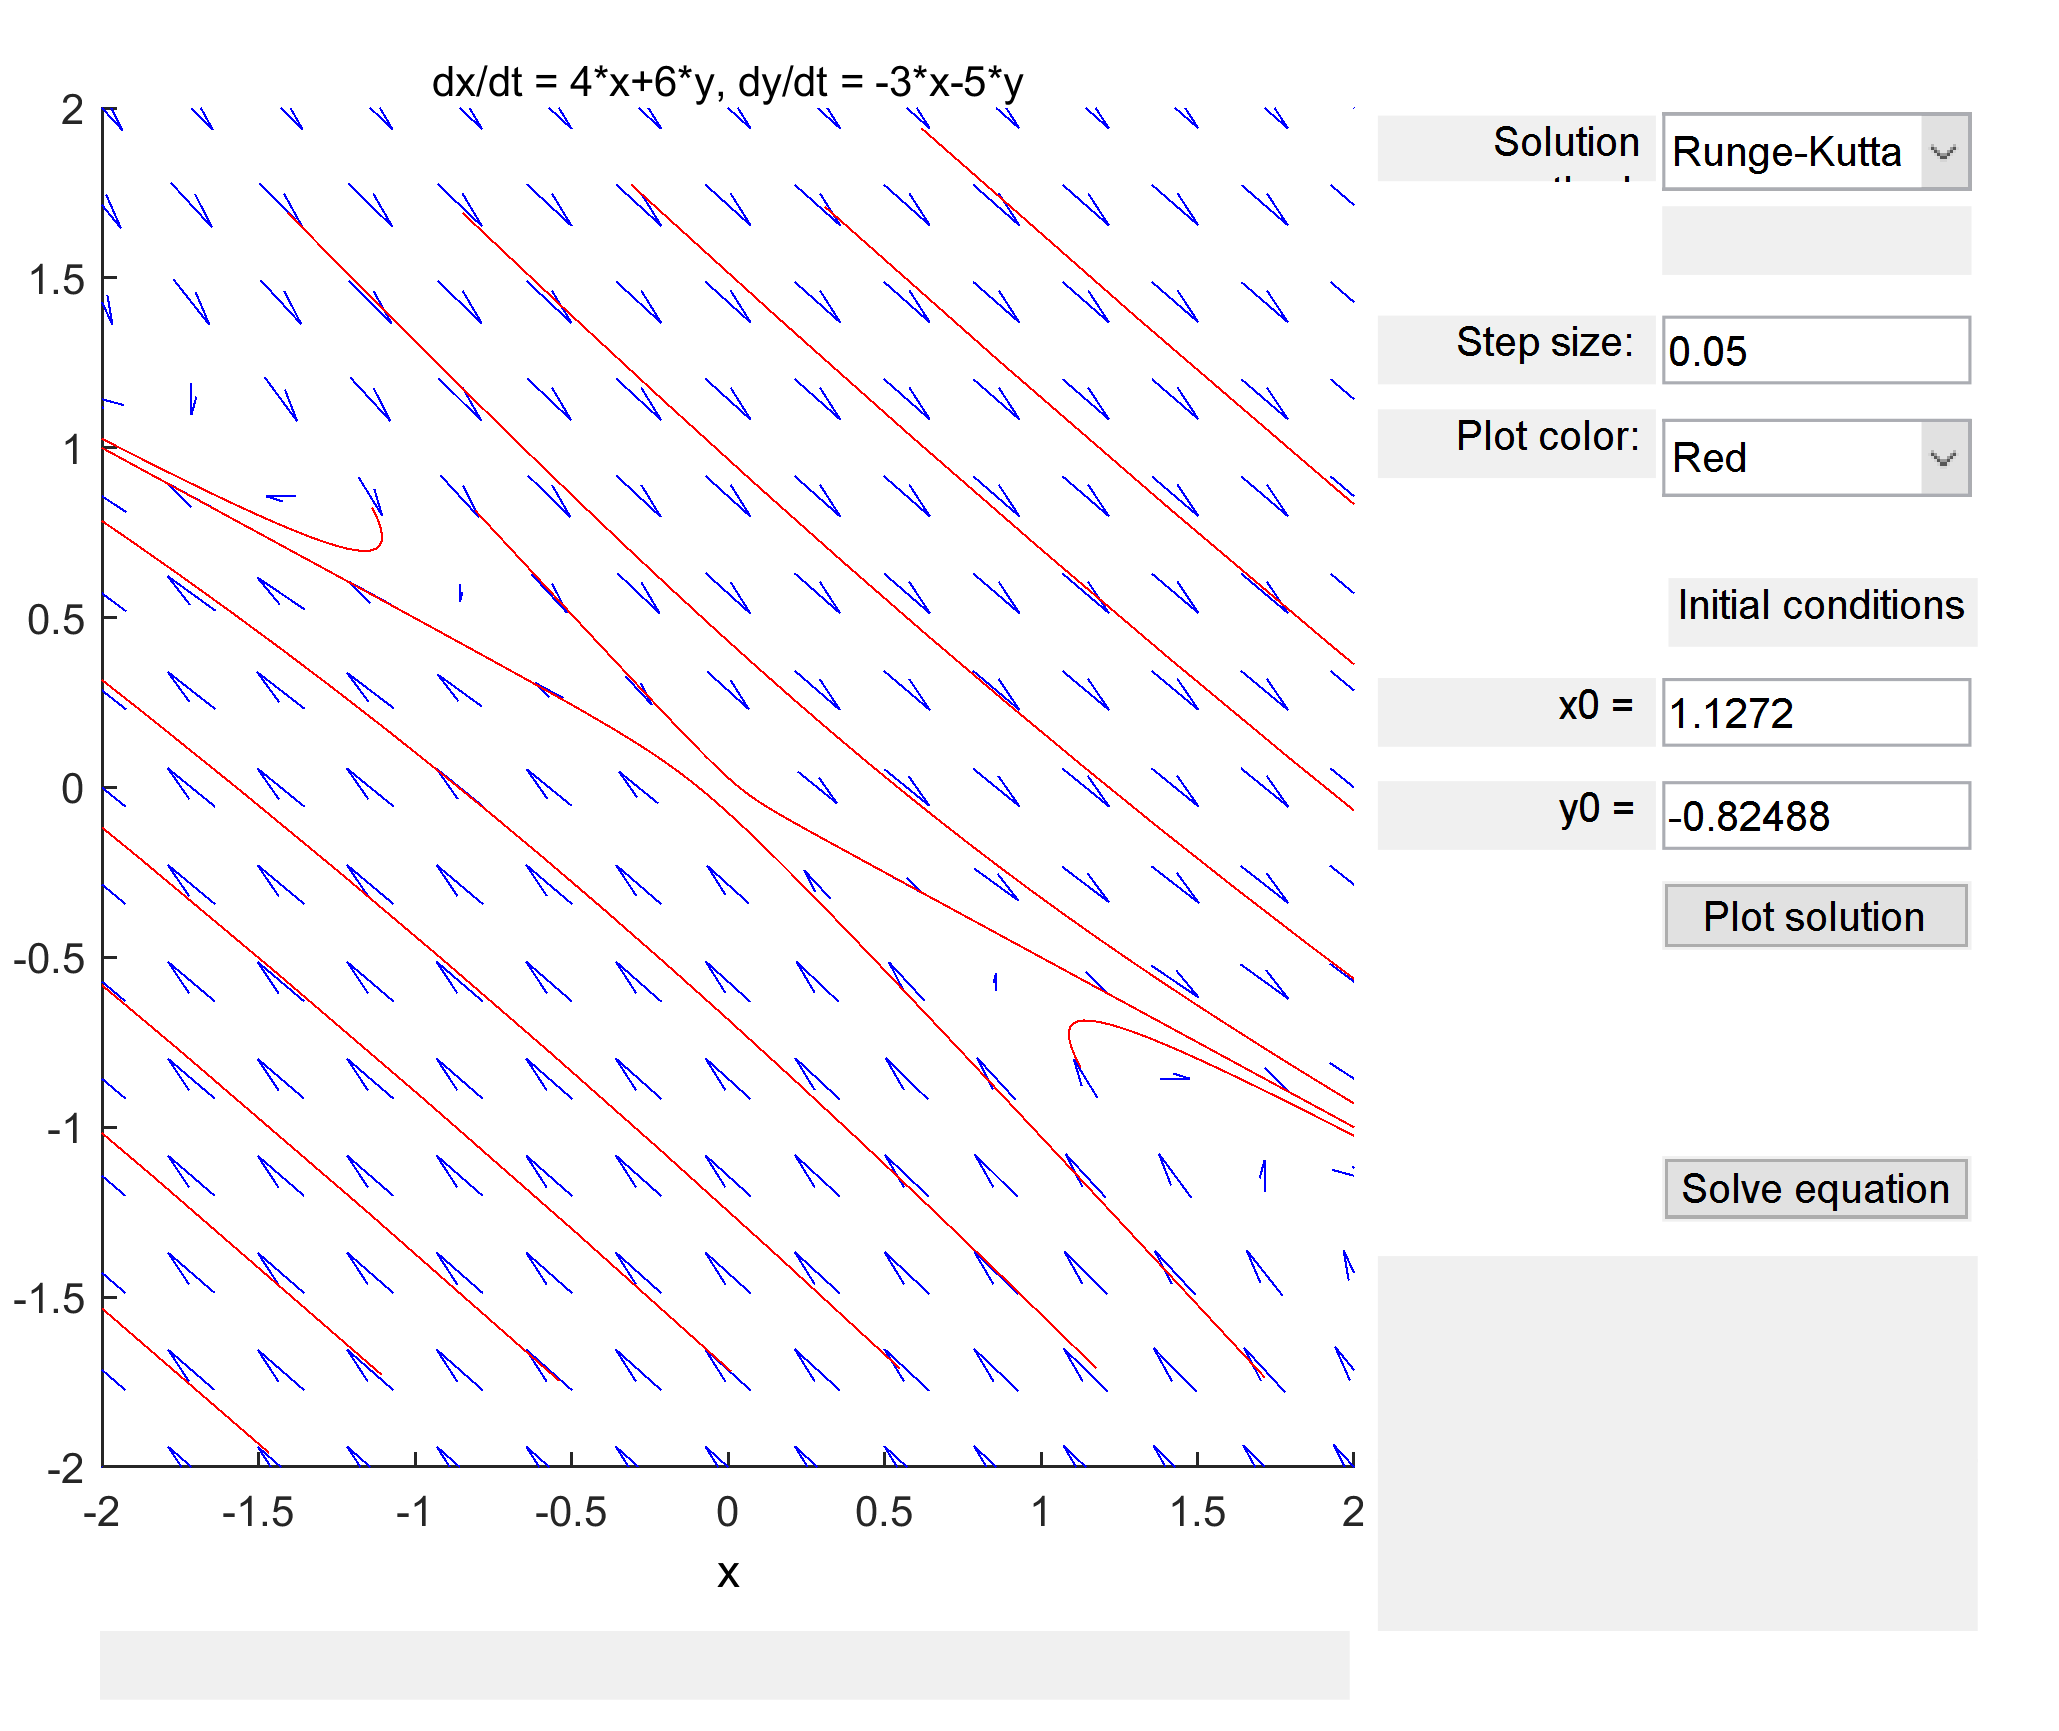 dx/dt = 4*x+6*y, dy/dt = -3*x-5*y
2
1.5
1
0.5
0
-0.5
-1
-1.5
-2
-2 -1.5 -1 -0.5 0 0.5 1 1.5 2
x
Solution
Runge-Kutta
Step size:
0.05
Plot color:
Red
Initial conditions
x0 =
1.1272
y0 =
-0.82488
Plot solution
Solve equation